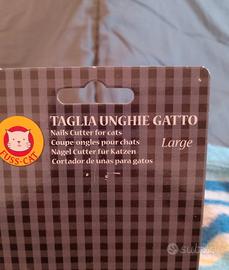 TAGLIA UNGHIE GATTO
Nails Cutter for cats
Coupe-ongles pour chats
Nagel Cutter für Katzen
Cortador de unas para gatos
Large
FUSS-CAT
subito